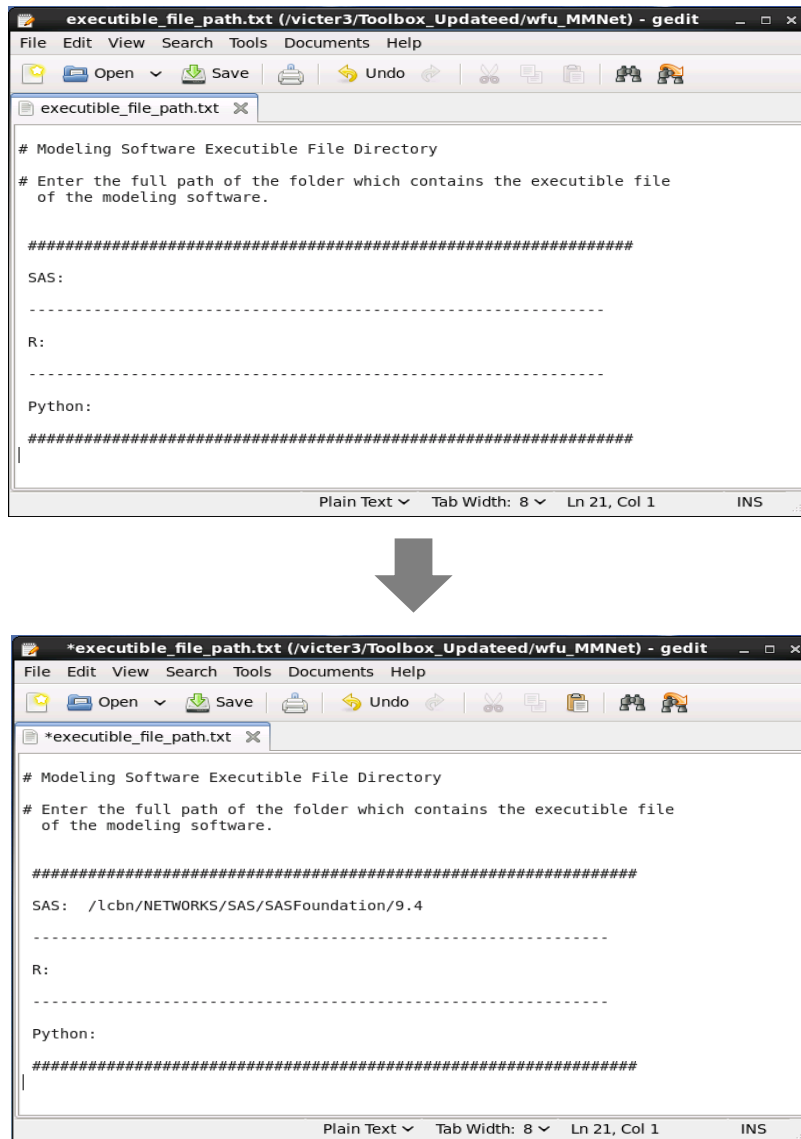 executible_file_path.txt (/victer3/Toolbox_Updateed/wfu_MMNet) - gedit
File Edit View Search Tools Documents Help
Open Save Undo
executible_file_path.txt
# Modeling Software Executible File Directory
# Enter the full path of the folder which contains the executible file
of the modeling software.
#################################################################
SAS:
--------------------------------------------------------------
R:
--------------------------------------------------------------
Python:
#################################################################
Plain Text Tab Width: 8 Ln 21, Col 1 INS
*executible_file_path.txt (/victer3/Toolbox_Updateed/wfu_MMNet) - gedit
File Edit View Search Tools Documents Help
Open Save Undo
*executible_file_path.txt
# Modeling Software Executible File Directory
# Enter the full path of the folder which contains the executible file
of the modeling software.
#################################################################
SAS: /lcbn/NETWORKS/SAS/SASFoundation/9.4
--------------------------------------------------------------
R:
--------------------------------------------------------------
Python:
#################################################################
Plain Text Tab Width: 8 Ln 21, Col 1 INS